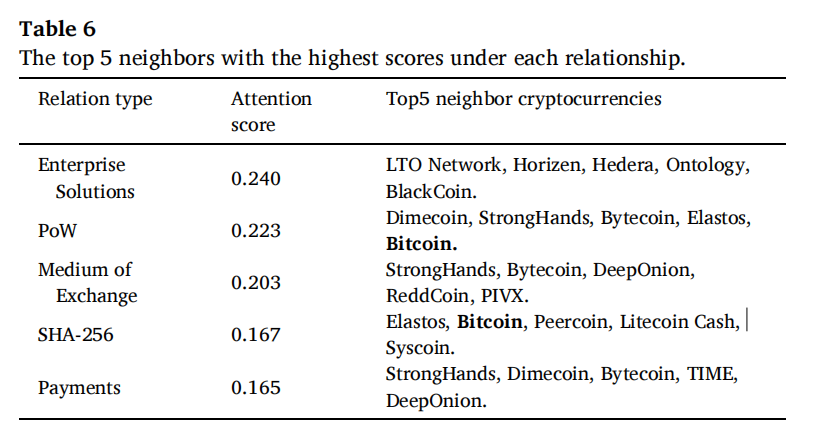 Table 6
The top 5 neighbors with the highest scores under each relationship.
Relation type Attention score Top5 neighbor cryptocurrencies
Enterprise Solutions 0.240 LTO Network, Horizen, Hedera, Ontology,
BlackCoin.
PoW 0.223 Dimecoin, StrongHands, Bytecoin, Elastos,
Bitcoin.
Medium of Exchange 0.203 StrongHands, Bytecoin, DeepOnion,
ReddCoin, PIVX.
SHA-256 0.167 Elastos, Bitcoin, Peercoin, Litecoin Cash,
Syscoin.
Payments 0.165 StrongHands, Dimecoin, Bytecoin, TIME,
DeepOnion.